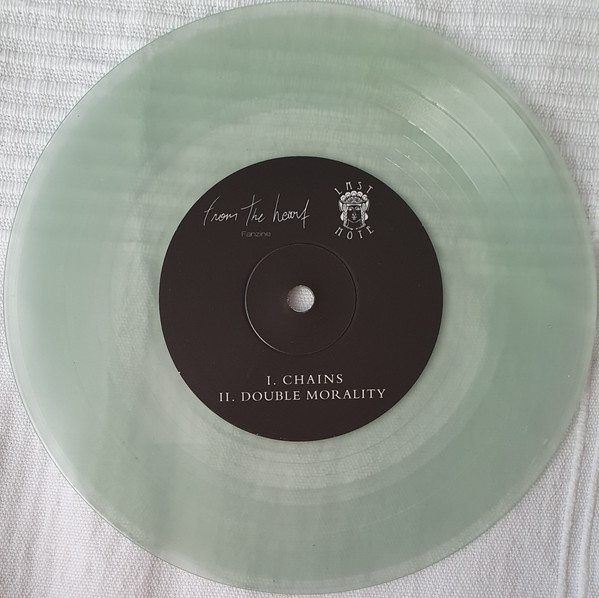 from the heart
Fanzine
LAST
NOTE
I. CHAINS
II. DOUBLE MORALITY